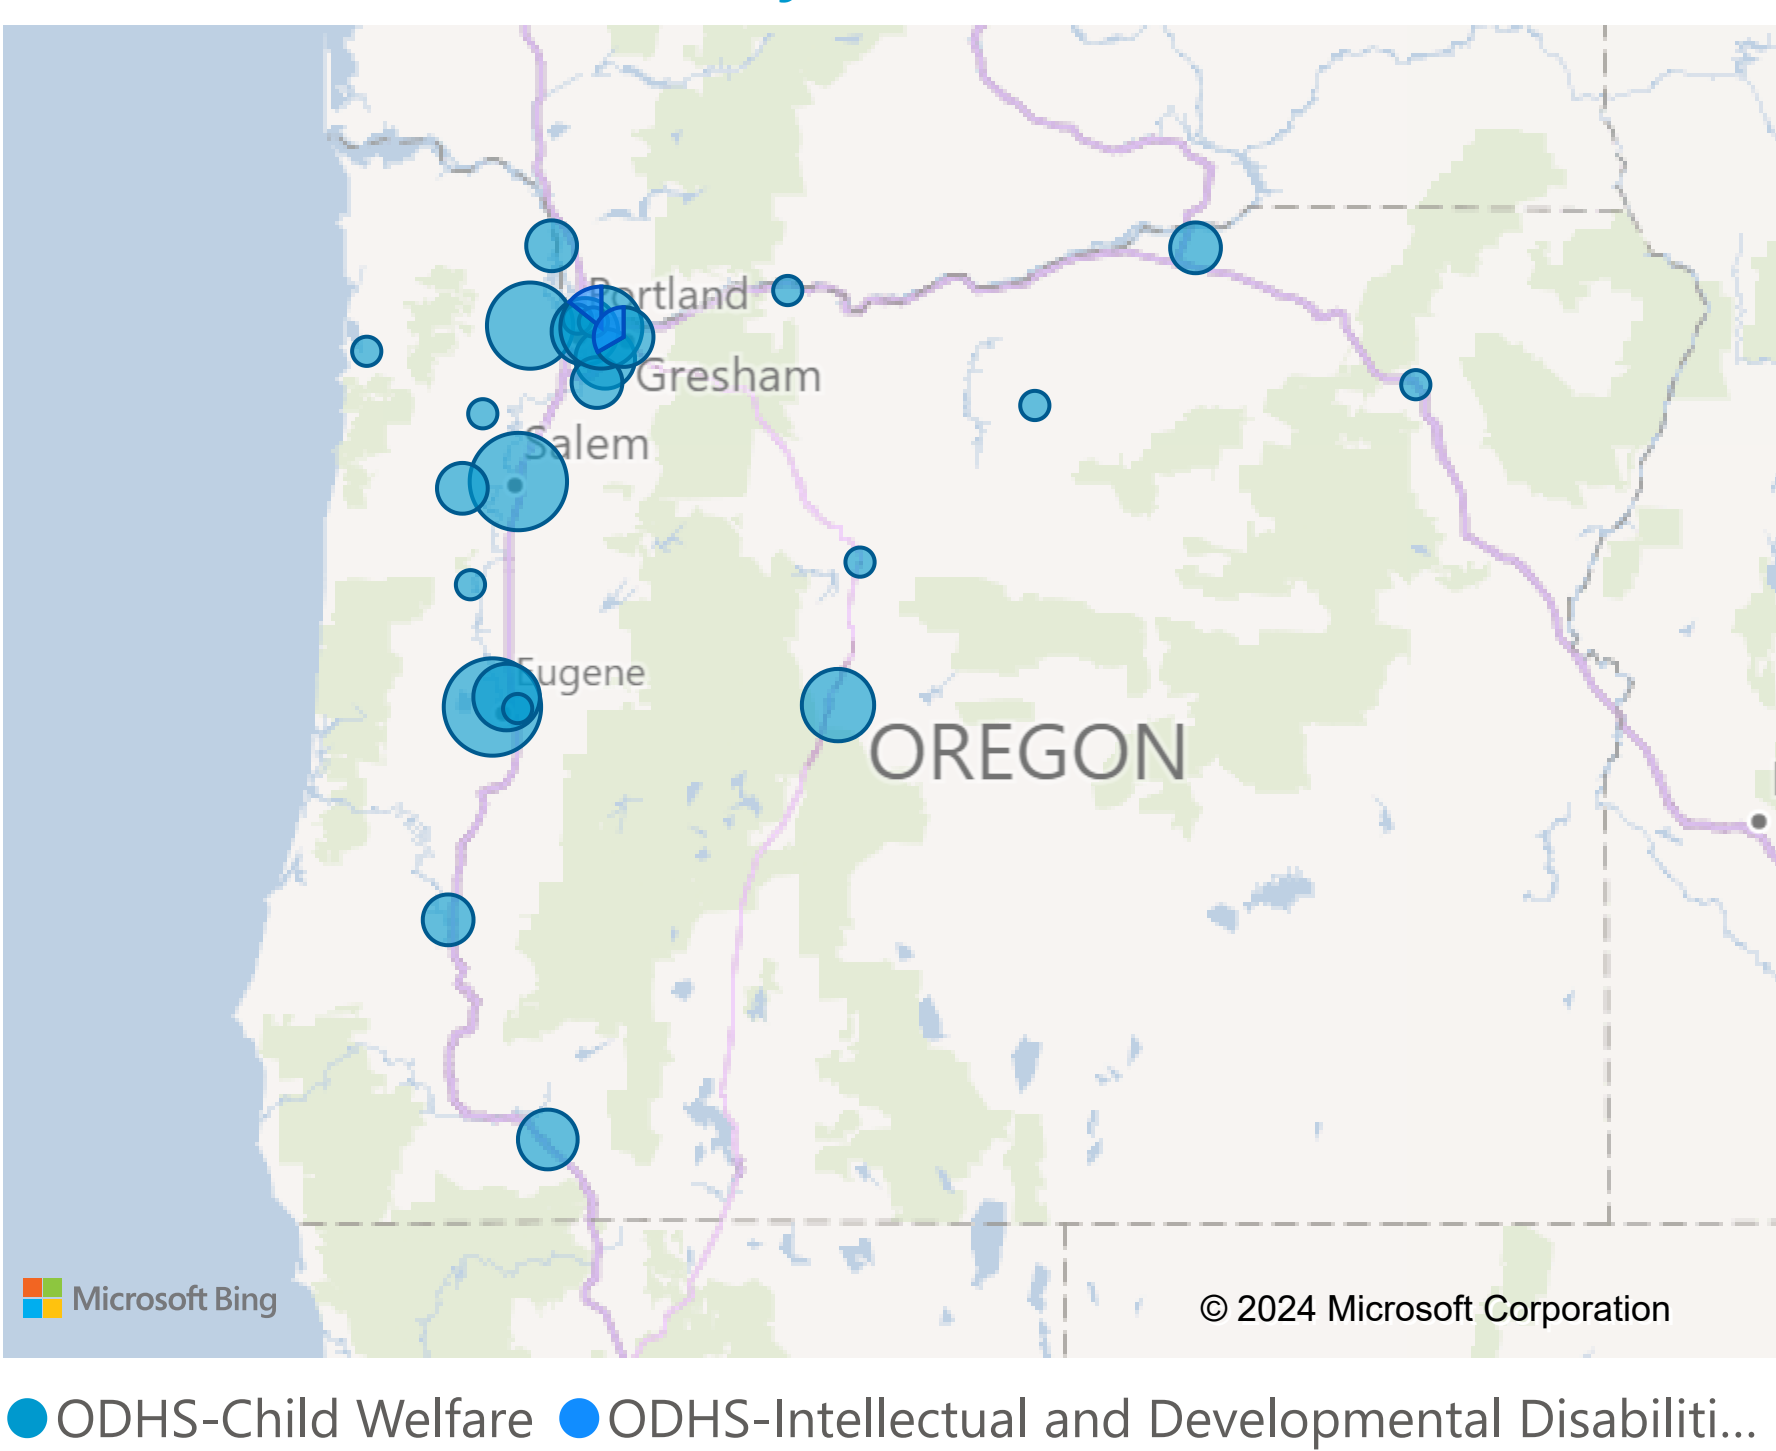 Portland
Gresham
Salem
Eugene
OREGON
Microsoft Bing
© 2024 Microsoft Corporation
ODHS-Child Welfare ODHS-Intellectual and Developmental Disabiliti...